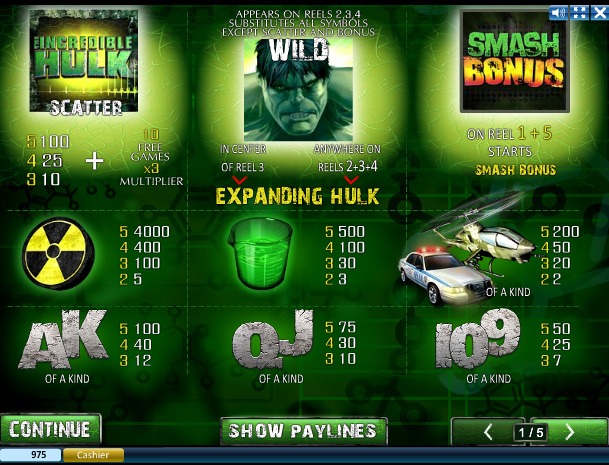 THE INCREDIBLE
HULK
SCATTER
5 100
4 25
3 10
+
10
FREE
GAMES
x3
MULTIPLIER
APPEARS ON REELS 2,3,4
SUBSTITUTES ALL SYMBOLS
EXCEPT SCATTER AND BONUS
WILD
IN CENTER
OF REEL 3
ANYWHERE ON
REELS 2+3+4
EXPANDING HULK
SMASH
BONUS
ON REEL 1 + 5
STARTS
SMASH BONUS
5 4000
4 400
3 100
2 5
5 500
4 100
3 30
2 3
5 200
4 50
3 20
2 2
OF A KIND
AK
OF A KIND
5 100
4 40
3 12
QJ
OF A KIND
5 75
4 30
3 10
109
OF A KIND
5 50
4 25
3 7
CONTINUE
SHOW PAYLINES
1/5
975
Cashier